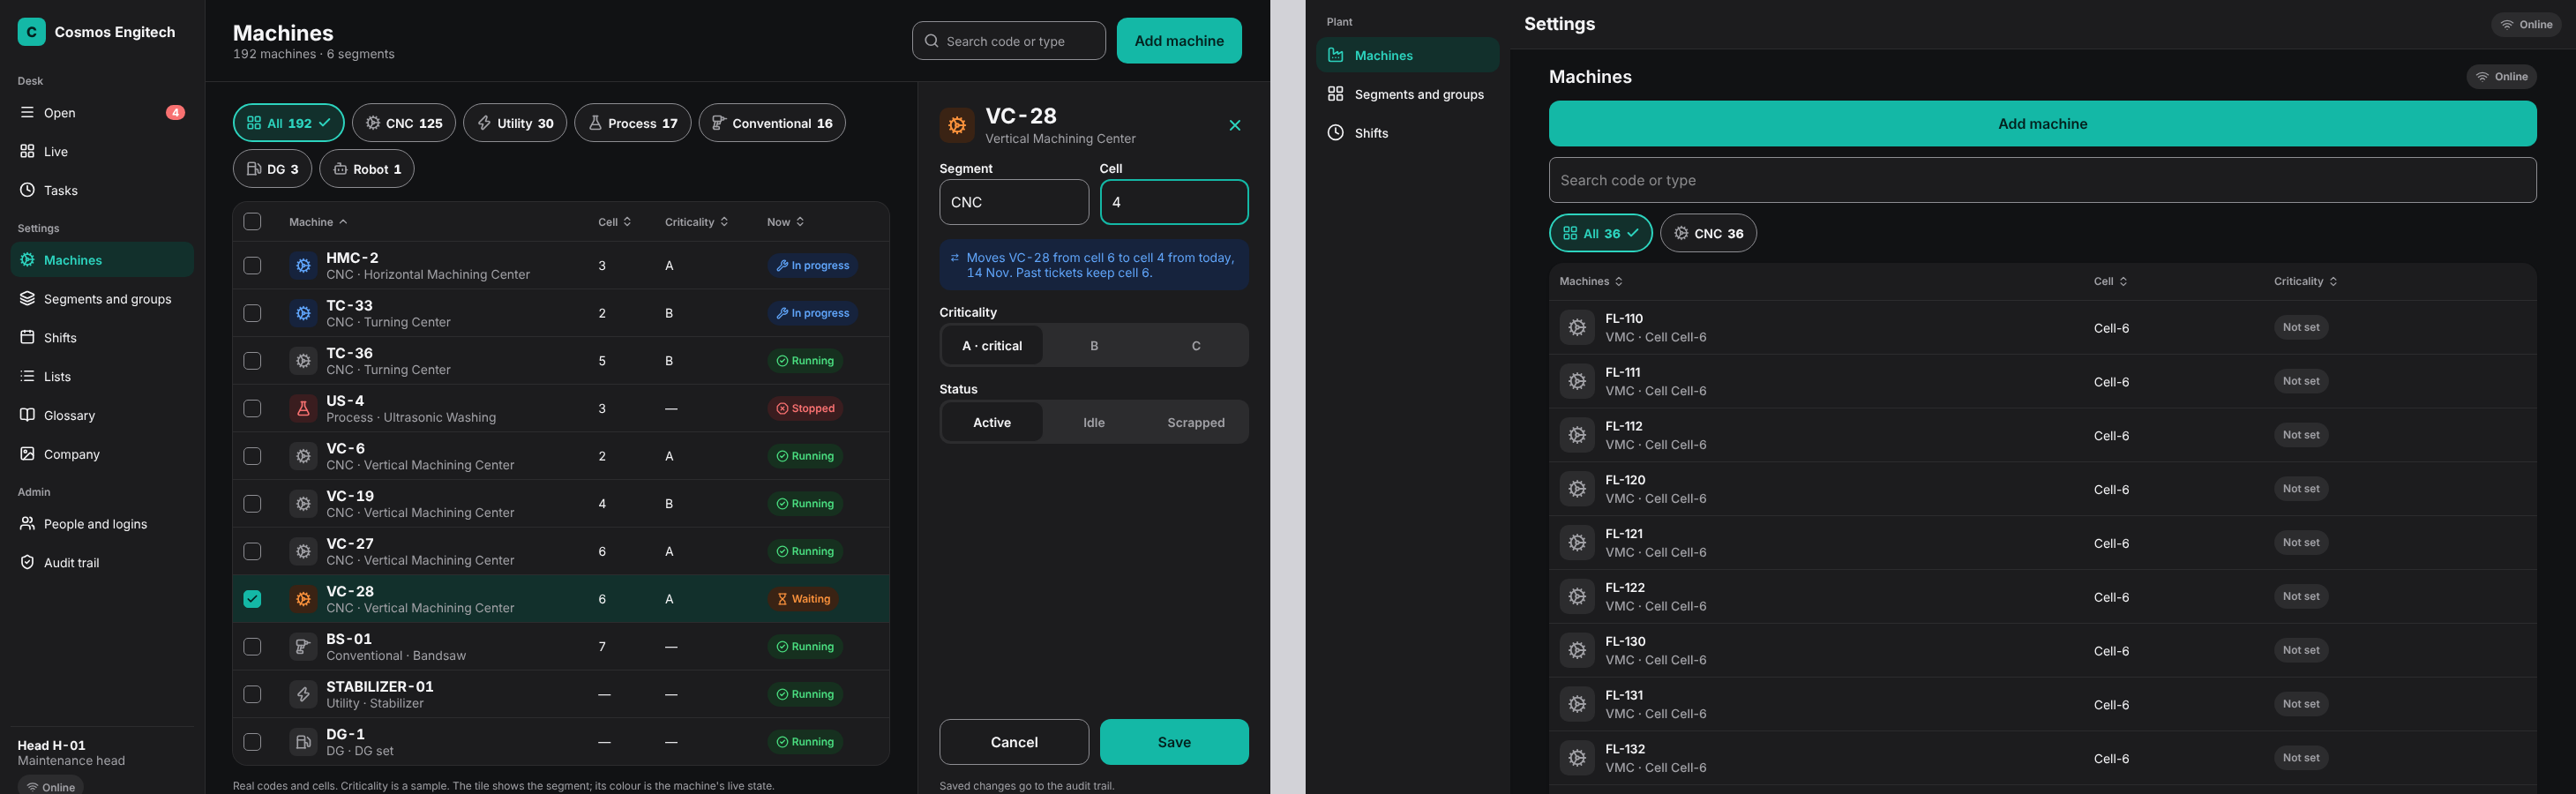 C Cosmos Engitech
Desk
Open 4
Live
Tasks
Settings
Machines
Segments and groups
Shifts
Lists
Glossary
Company
Admin
People and logins
Audit trail
Head H-01
Maintenance head
Online
Machines
192 machines · 6 segments
Search code or type
Add machine
All 192
CNC 125
Utility 30
Process 17
Conventional 16
DG 3
Robot 1
Machine Cell Criticality Now
HMC-2 3 A In progress
CNC · Horizontal Machining Center
TC-33 2 B In progress
CNC · Turning Center
TC-36 5 B Running
CNC · Turning Center
US-4 3 — Stopped
Process · Ultrasonic Washing
VC-6 2 A Running
CNC · Vertical Machining Center
VC-19 4 B Running
CNC · Vertical Machining Center
VC-27 6 A Running
CNC · Vertical Machining Center
VC-28 6 A Waiting
CNC · Vertical Machining Center
BS-01 7 — Running
Conventional · Bandsaw
STABILIZER-01 — — Running
Utility · Stabilizer
DG-1 — — Running
DG · DG set
Real codes and cells. Criticality is a sample. The tile shows the segment; its colour is the machine's live state.
VC-28
Vertical Machining Center
Segment Cell
CNC 4
Moves VC-28 from cell 6 to cell 4 from today,
14 Nov. Past tickets keep cell 6.
Criticality
A · critical B C
Status
Active Idle Scrapped
Cancel Save
Saved changes go to the audit trail.
Plant
Machines
Segments and groups
Shifts
Settings
Online
Machines
Online
Add machine
Search code or type
All 36
CNC 36
Machines Cell Criticality
FL-110 Cell-6 Not set
VMC · Cell Cell-6
FL-111 Cell-6 Not set
VMC · Cell Cell-6
FL-112 Cell-6 Not set
VMC · Cell Cell-6
FL-120 Cell-6 Not set
VMC · Cell Cell-6
FL-121 Cell-6 Not set
VMC · Cell Cell-6
FL-122 Cell-6 Not set
VMC · Cell Cell-6
FL-130 Cell-6 Not set
VMC · Cell Cell-6
FL-131 Cell-6 Not set
VMC · Cell Cell-6
FL-132 Cell-6 Not set
VMC · Cell Cell-6